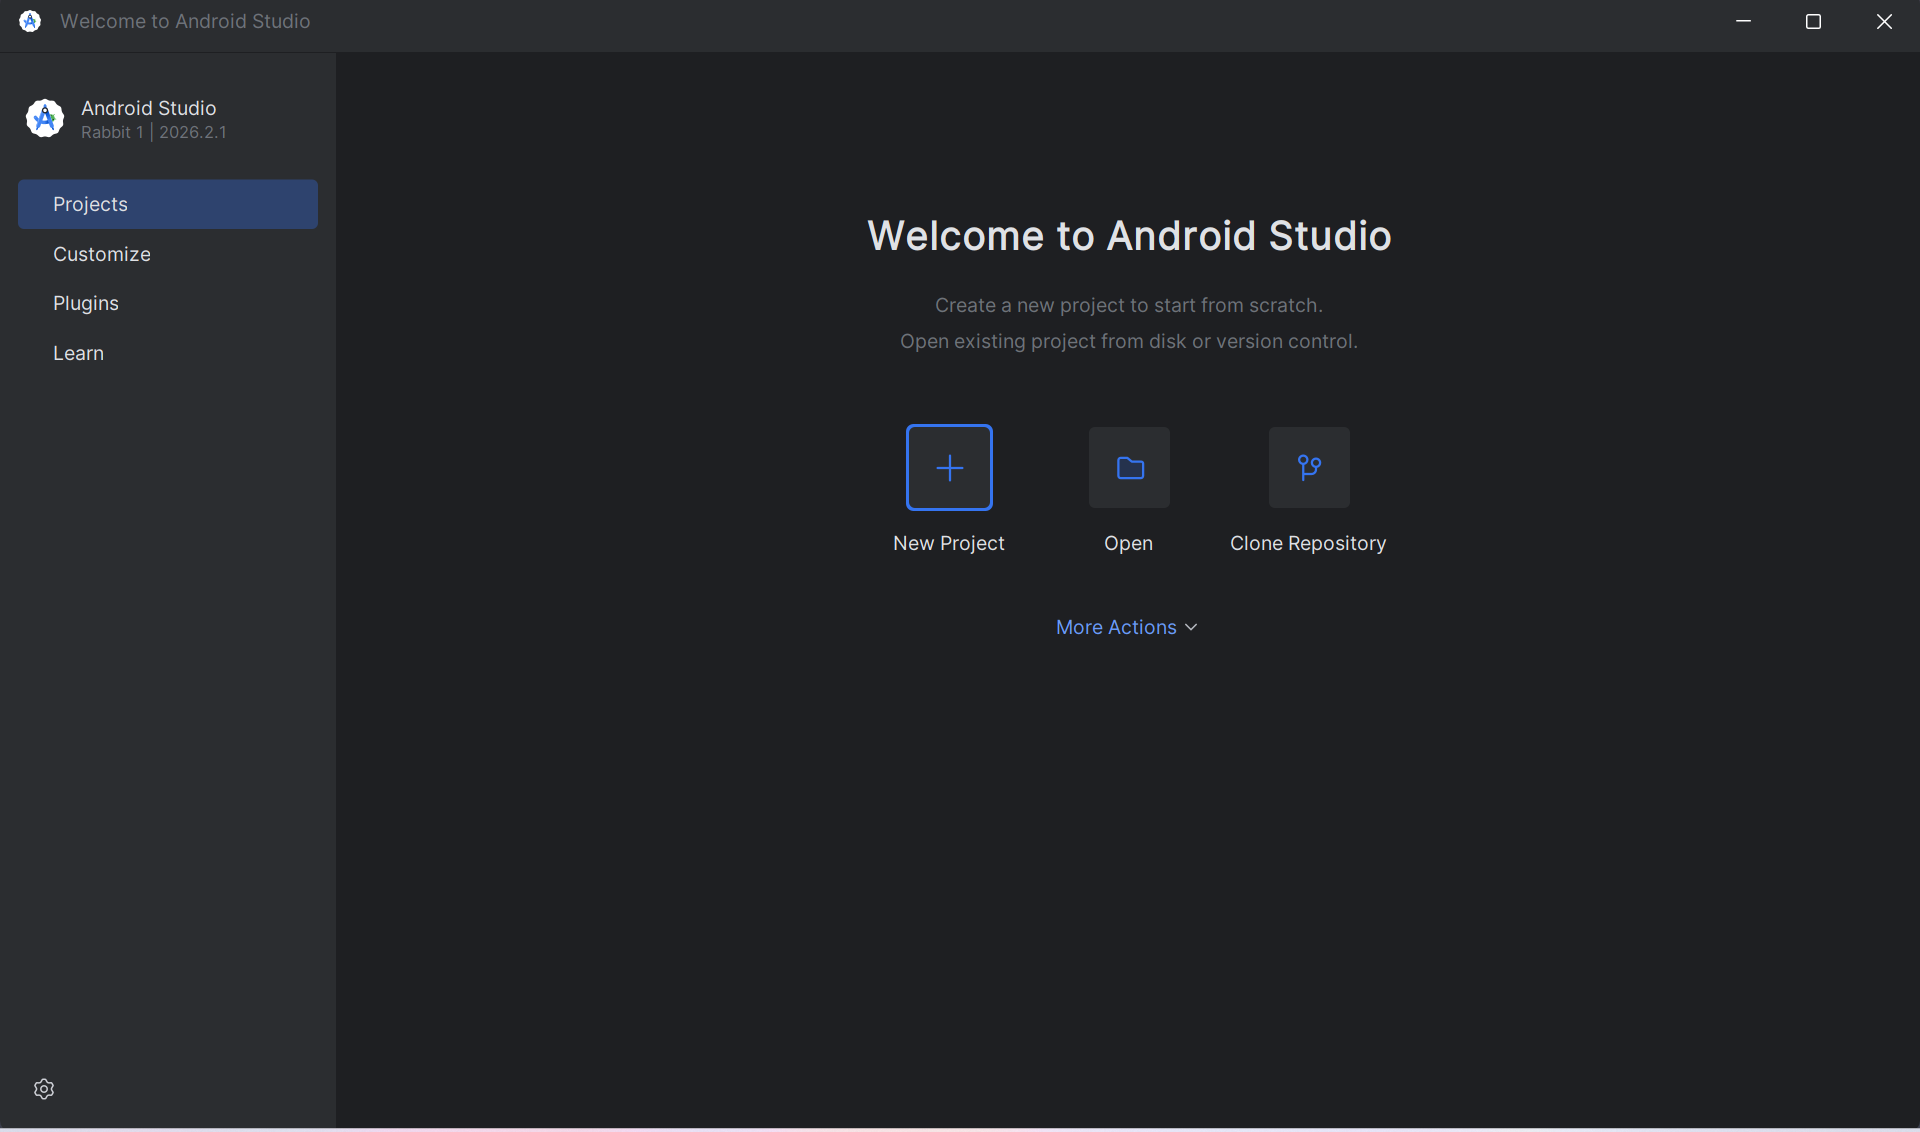 Welcome to Android Studio
Android Studio
Rabbit 1 | 2026.2.1
Projects
Customize
Plugins
Learn
Welcome to Android Studio
Create a new project to start from scratch.
Open existing project from disk or version control.
New Project
Open
Clone Repository
More Actions